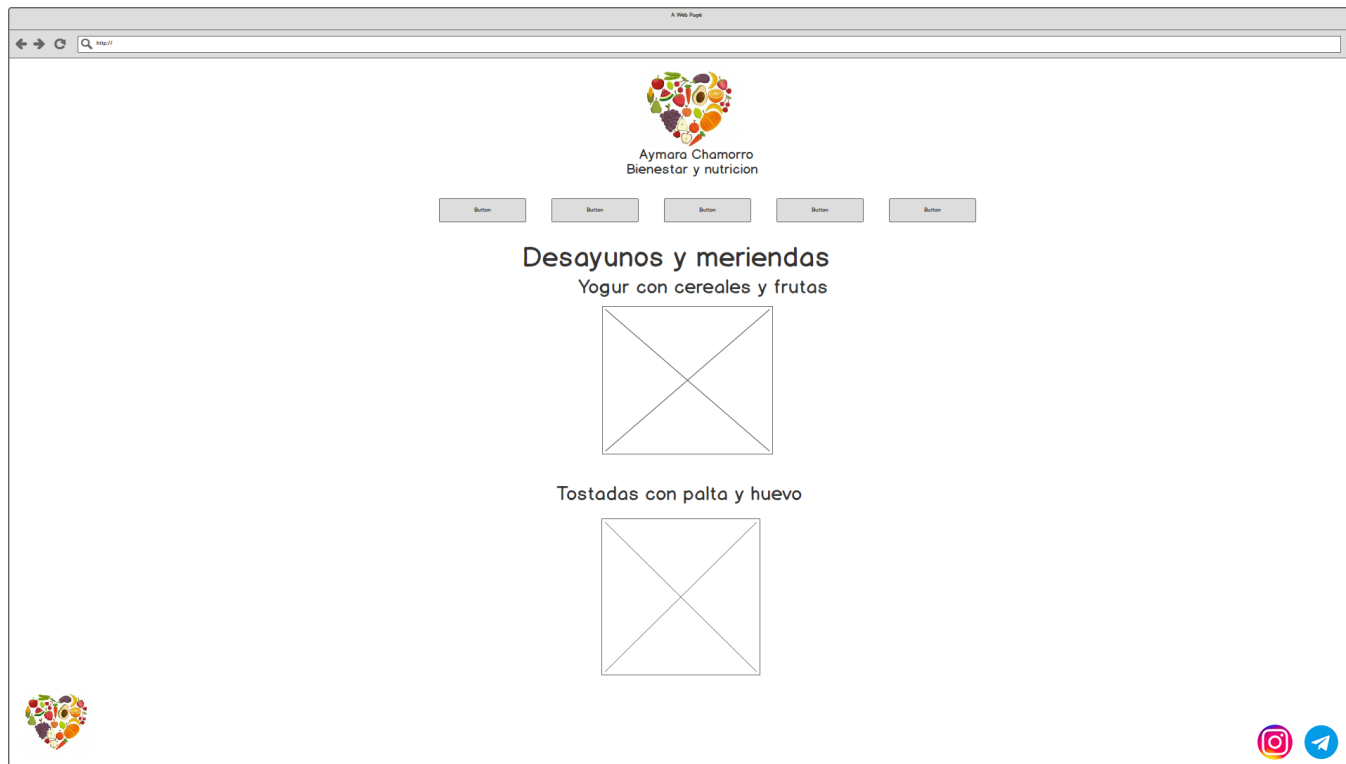 A Web Page
http://
Aymara Chamorro
Bienestar y nutricion
Button
Button
Button
Button
Button
Desayunos y meriendas
Yogur con cereales y frutas
Tostadas con palta y huevo